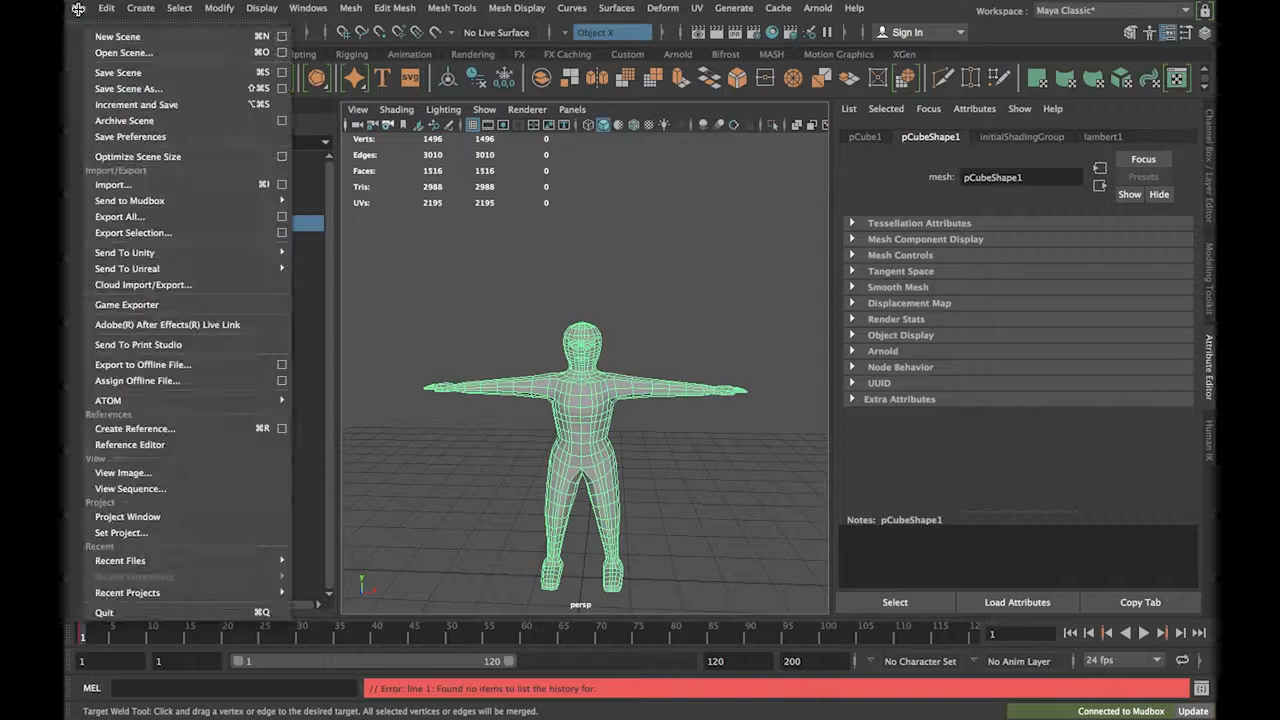 Edit Create Select Modify Display Windows Mesh Edit Mesh Mesh Tools Mesh Display Curves Surfaces Deform UV Generate Cache Arnold Help Workspace : Maya Classic*
No Live Surface Object X Sign In
Rigging Animation Rendering FX FX Caching Custom Arnold Bifrost MASH Motion Graphics XGen
SVG
New Scene ⌘N
Open Scene... ⌘O
Save Scene ⌘S
Save Scene As... ⇧⌘S
Increment and Save ⌥⌘S
Archive Scene
Save Preferences
Optimize Scene Size
Import/Export
Import... ⌘I
Send to Mudbox
Export All...
Export Selection...
Send To Unity
Send To Unreal
Cloud Import/Export...
Game Exporter
Adobe(R) After Effects(R) Live Link
Send To Print Studio
Export to Offline File...
Assign Offline File...
ATOM
References
Create Reference... ⌘R
Reference Editor
View
View Image...
View Sequence...
Project
Project Window
Set Project...
Recent
Recent Files
Recent Increments
Recent Projects
Quit ⌘Q
View Shading Lighting Show Renderer Panels
Verts: 1496 1496 0
Edges: 3010 3010 0
Faces: 1516 1516 0
Tris: 2988 2988 0
UVs: 2195 2195 0
y
x
persp
List Selected Focus Attributes Show Help
pCube1 pCubeShape1 initialShadingGroup lambert1
Focus
mesh: pCubeShape1 Presets
Show Hide
Tessellation Attributes
Mesh Component Display
Mesh Controls
Tangent Space
Smooth Mesh
Displacement Map
Render Stats
Object Display
Arnold
Node Behavior
UUID
Extra Attributes
Notes: pCubeShape1
Select Load Attributes Copy Tab
Channel Box / Layer Editor
Modeling Toolkit
Attribute Editor
Human IK
1 5 10 15 20 25 30 35 40 45 50 55 60 65 70 75 80 85 90 95 100 105 110 115 12 1
1 1 1 120 120 200 No Character Set No Anim Layer 24 fps
MEL // Error: line 1: Found no items to list the history for.
Target Weld Tool: Click and drag a vertex or edge to the desired target. All selected vertices or edges will be merged. Connected to Mudbox Update